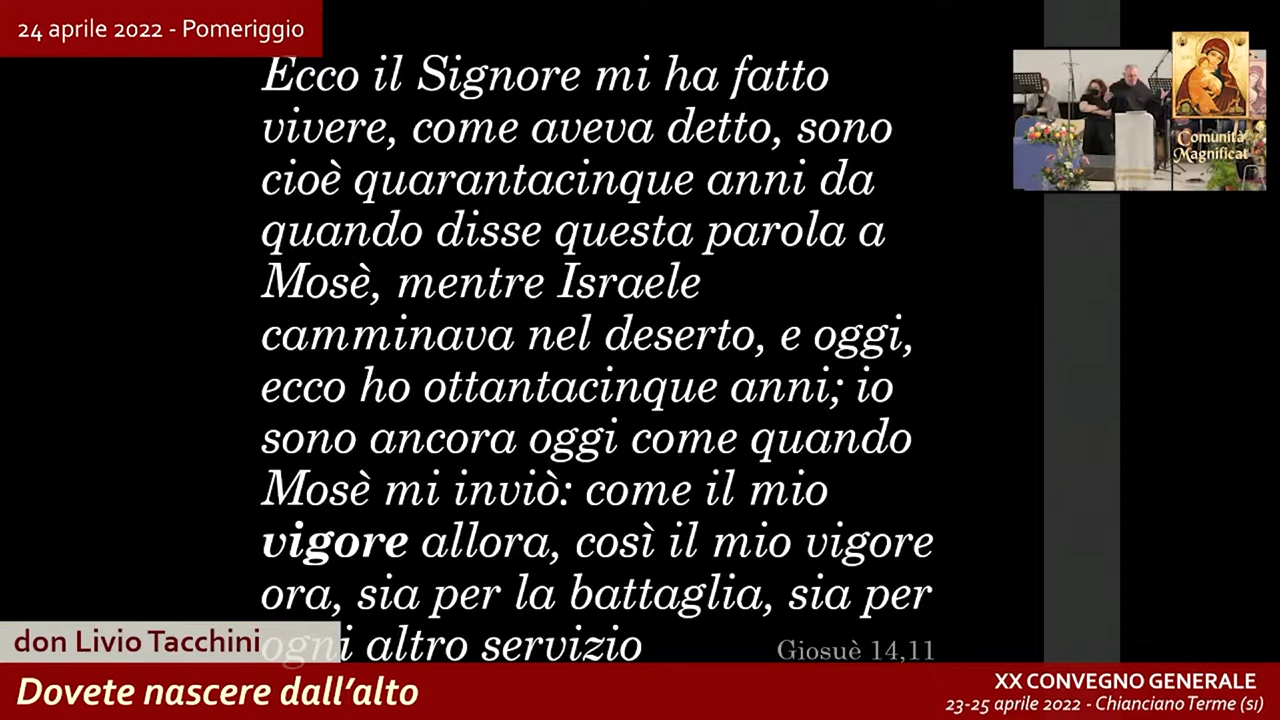 24 aprile 2022 - Pomeriggio
Ecco il Signore mi ha fatto
vivere, come aveva detto, sono
cioè quarantacinque anni da
quando disse questa parola a
Mosè, mentre Israele
camminava nel deserto, e oggi,
ecco ho ottantacinque anni; io
sono ancora oggi come quando
Mosè mi inviò: come il mio
vigore allora, così il mio vigore
ora, sia per la battaglia, sia per
ogni altro servizio
Giosuè 14,11
Comunità
Magnificat
don Livio Tacchini
Dovete nascere dall'alto
XX CONVEGNO GENERALE
23-25 aprile 2022 - Chianciano Terme (SI)